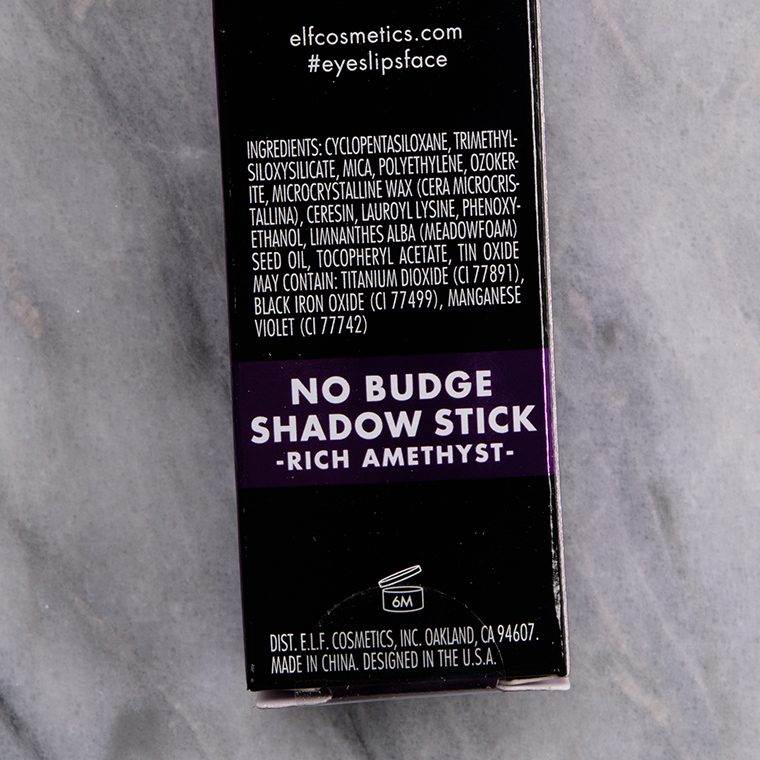 elfcosmetics.com
#eyeslipsface
INGREDIENTS: CYCLOPENTASILOXANE, TRIMETHYL-
SILOXYSILICATE, MICA, POLYETHYLENE, OZOKER-
ITE, MICROCRYSTALLINE WAX (CERA MICROCRIS-
TALLINA), CERESIN, LAUROYL LYSINE, PHENOXY-
ETHANOL, LIMNANTHES ALBA (MEADOWFOAM)
SEED OIL, TOCOPHERYL ACETATE, TIN OXIDE
MAY CONTAIN: TITANIUM DIOXIDE (CI 77891),
BLACK IRON OXIDE (CI 77499), MANGANESE
VIOLET (CI 77742)
NO BUDGE
SHADOW STICK
-RICH AMETHYST-
6M
DIST. E.L.F. COSMETICS, INC. OAKLAND, CA 94607.
MADE IN CHINA. DESIGNED IN THE U.S.A.